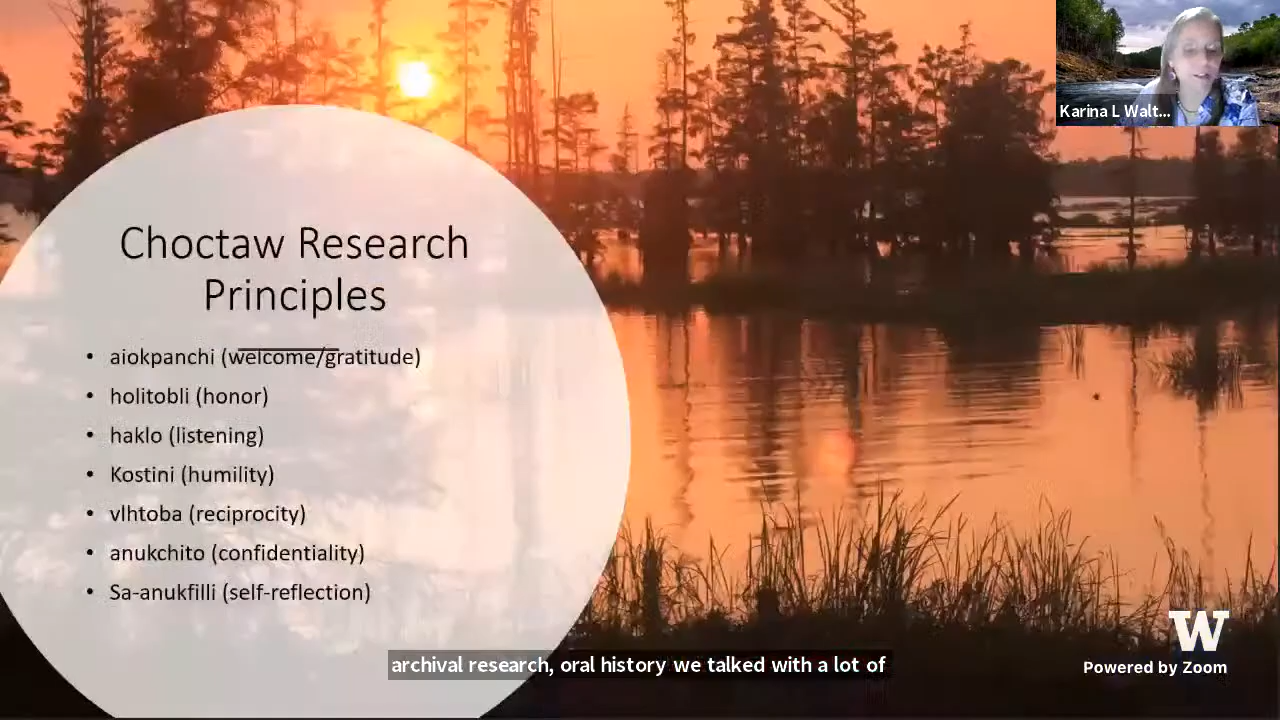 Karina L Walt...
Choctaw Research
Principles
• aiokpanchi (welcome/gratitude)
• holitobli (honor)
• haklo (listening)
• Kostini (humility)
• vlhtoba (reciprocity)
• anukchito (confidentiality)
• Sa-anukfilli (self-reflection)
archival research, oral history we talked with a lot of
W
Powered by Zoom